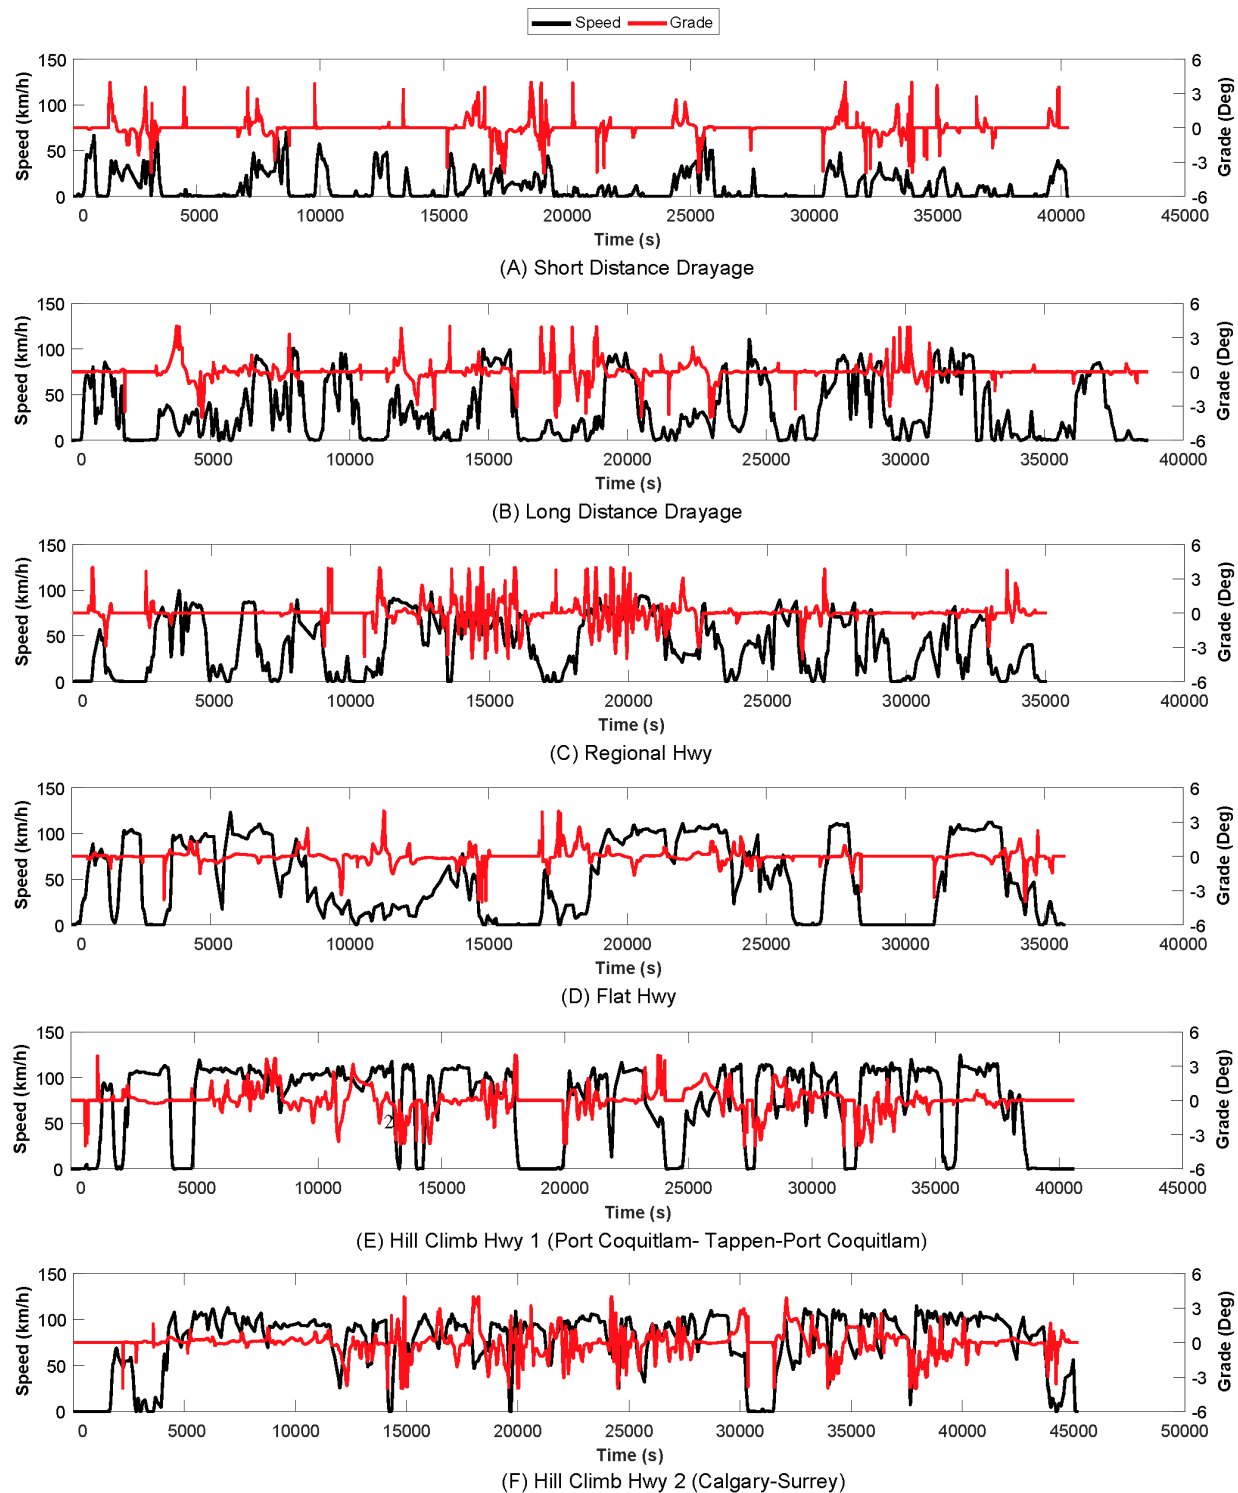 Speed Grade
150 100 50 0
Speed (km/h)
6 3 0 -3 -6
Grade (Deg)
0 5000 10000 15000 20000 25000 30000 35000 40000 45000
Time (s)
(A) Short Distance Drayage
150 100 50 0
Speed (km/h)
6 3 0 -3 -6
Grade (Deg)
0 5000 10000 15000 20000 25000 30000 35000 40000
Time (s)
(B) Long Distance Drayage
150 100 50 0
Speed (km/h)
6 3 0 -3 -6
Grade (Deg)
0 5000 10000 15000 20000 25000 30000 35000 40000
Time (s)
(C) Regional Hwy
150 100 50 0
Speed (km/h)
6 3 0 -3 -6
Grade (Deg)
0 5000 10000 15000 20000 25000 30000 35000 40000
Time (s)
(D) Flat Hwy
150 100 50 0
Speed (km/h)
6 3 0 -3 -6
Grade (Deg)
2
0 5000 10000 15000 20000 25000 30000 35000 40000 45000
Time (s)
(E) Hill Climb Hwy 1 (Port Coquitlam- Tappen-Port Coquitlam)
150 100 50 0
Speed (km/h)
6 3 0 -3 -6
Grade (Deg)
0 5000 10000 15000 20000 25000 30000 35000 40000 45000 50000
Time (s)
(F) Hill Climb Hwy 2 (Calgary-Surrey)